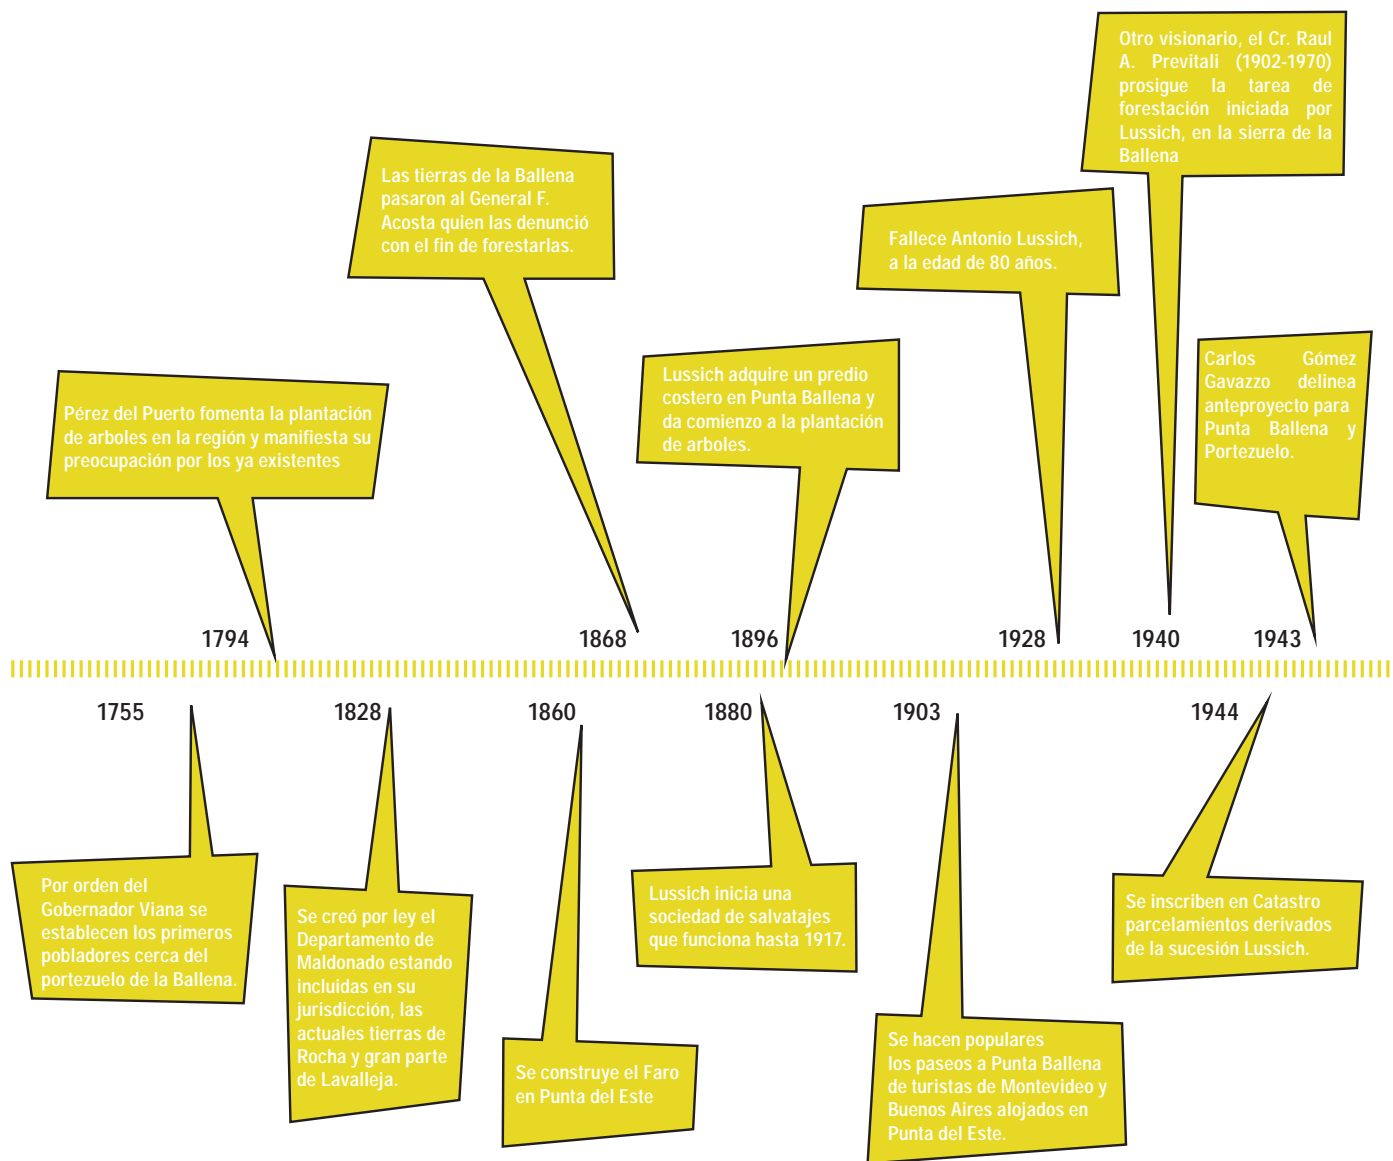 Otro visionario, el Cr. Raul
A. Previtali (1902-1970)
prosigue la tarea de
forestación iniciada por
Lussich, en la sierra de la
Ballena
Las tierras de la Ballena
pasaron al General F.
Acosta quien las denunció
con el fin de forestarlas.
Fallece Antonio Lussich,
a la edad de 80 años.
Carlos Gómez
Gavazzo delinea
anteproyecto para
Punta Ballena y
Portezuelo.
Lussich adquire un predio
costero en Punta Ballena y
da comienzo a la plantación
de arboles.
Pérez del Puerto fomenta la plantación
de arboles en la región y manifiesta su
preocupación por los ya existentes
1794 1868 1896 1928 1940 1943
1755 1828 1860 1880 1903 1944
Por orden del
Gobernador Viana se
establecen los primeros
pobladores cerca del
portezuelo de la Ballena.
Se creó por ley el
Departamento de
Maldonado estando
incluidas en su
jurisdicción, las
actuales tierras de
Rocha y gran parte
de Lavalleja.
Se construye el Faro
en Punta del Este
Lussich inicia una
sociedad de salvatajes
que funciona hasta 1917.
Se hacen populares
los paseos a Punta Ballena
de turistas de Montevideo y
Buenos Aires alojados en
Punta del Este.
Se inscriben en Catastro
parcelamientos derivados
de la sucesión Lussich.